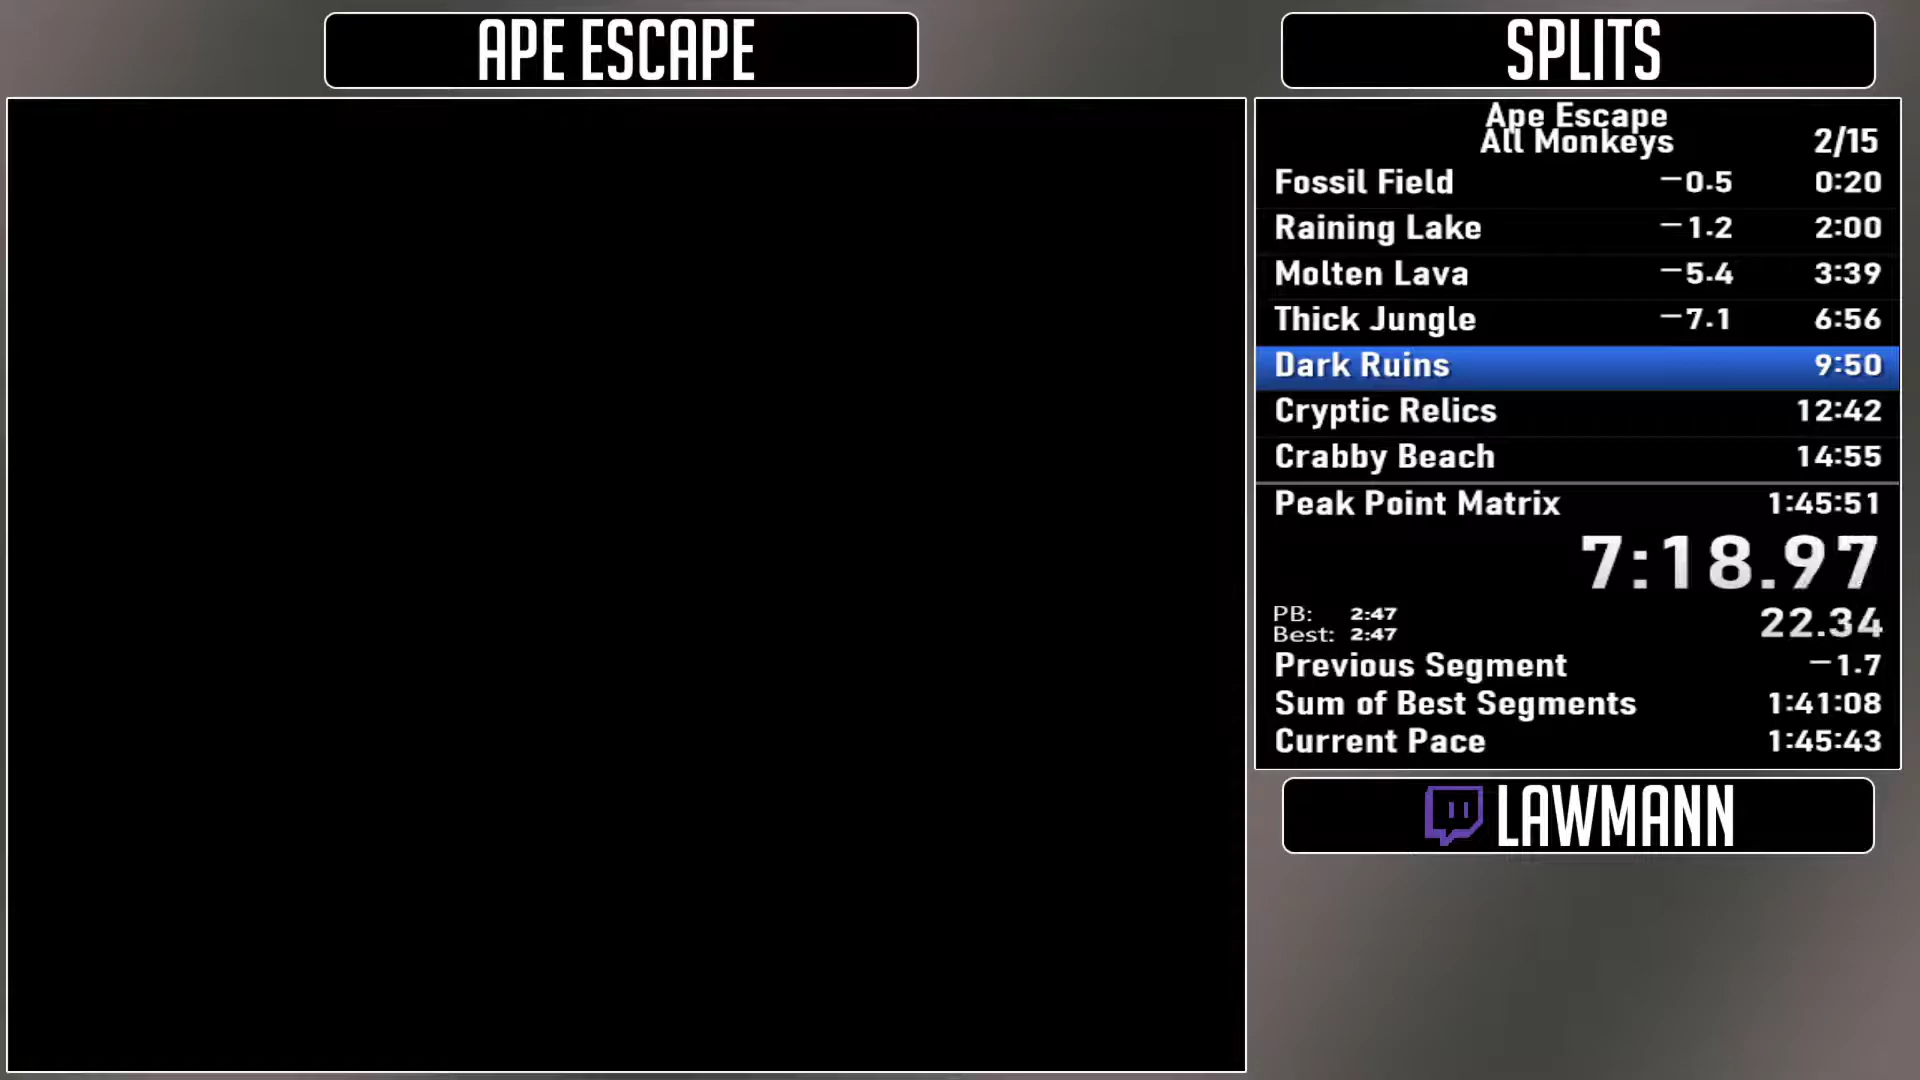 APE ESCAPE
SPLITS
Ape Escape
All Monkeys 2/15
Fossil Field −0.5 0:20
Raining Lake −1.2 2:00
Molten Lava −5.4 3:39
Thick Jungle −7.1 6:56
Dark Ruins 9:50
Cryptic Relics 12:42
Crabby Beach 14:55
Peak Point Matrix 1:45:51
7:18.97
PB: 2:47 22.34
Best: 2:47
Previous Segment −1.7
Sum of Best Segments 1:41:08
Current Pace 1:45:43
LAWMANN